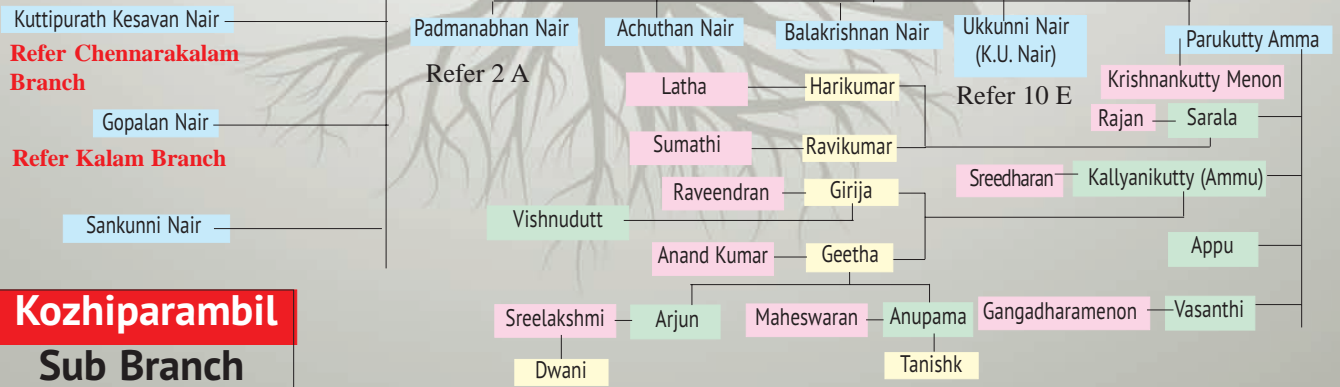 Kuttipurath Kesavan Nair
Refer Chennarakalam
Branch
Gopalan Nair
Refer Kalam Branch
Sankunni Nair
Kozhiparambil
Sub Branch
Padmanabhan Nair
Refer 2 A
Achuthan Nair
Balakrishnan Nair
Ukkunni Nair
(K.U. Nair)
Refer 10 E
Parukutty Amma
Krishnankutty Menon
Latha
Harikumar
Rajan
Sarala
Sumathi
Ravikumar
Sreedharan
Kallyanikutty (Ammu)
Raveendran
Girija
Vishnudutt
Anand Kumar
Geetha
Appu
Sreelakshmi
Arjun
Maheswaran
Anupama
Gangadharamenon
Vasanthi
Dwani
Tanishk